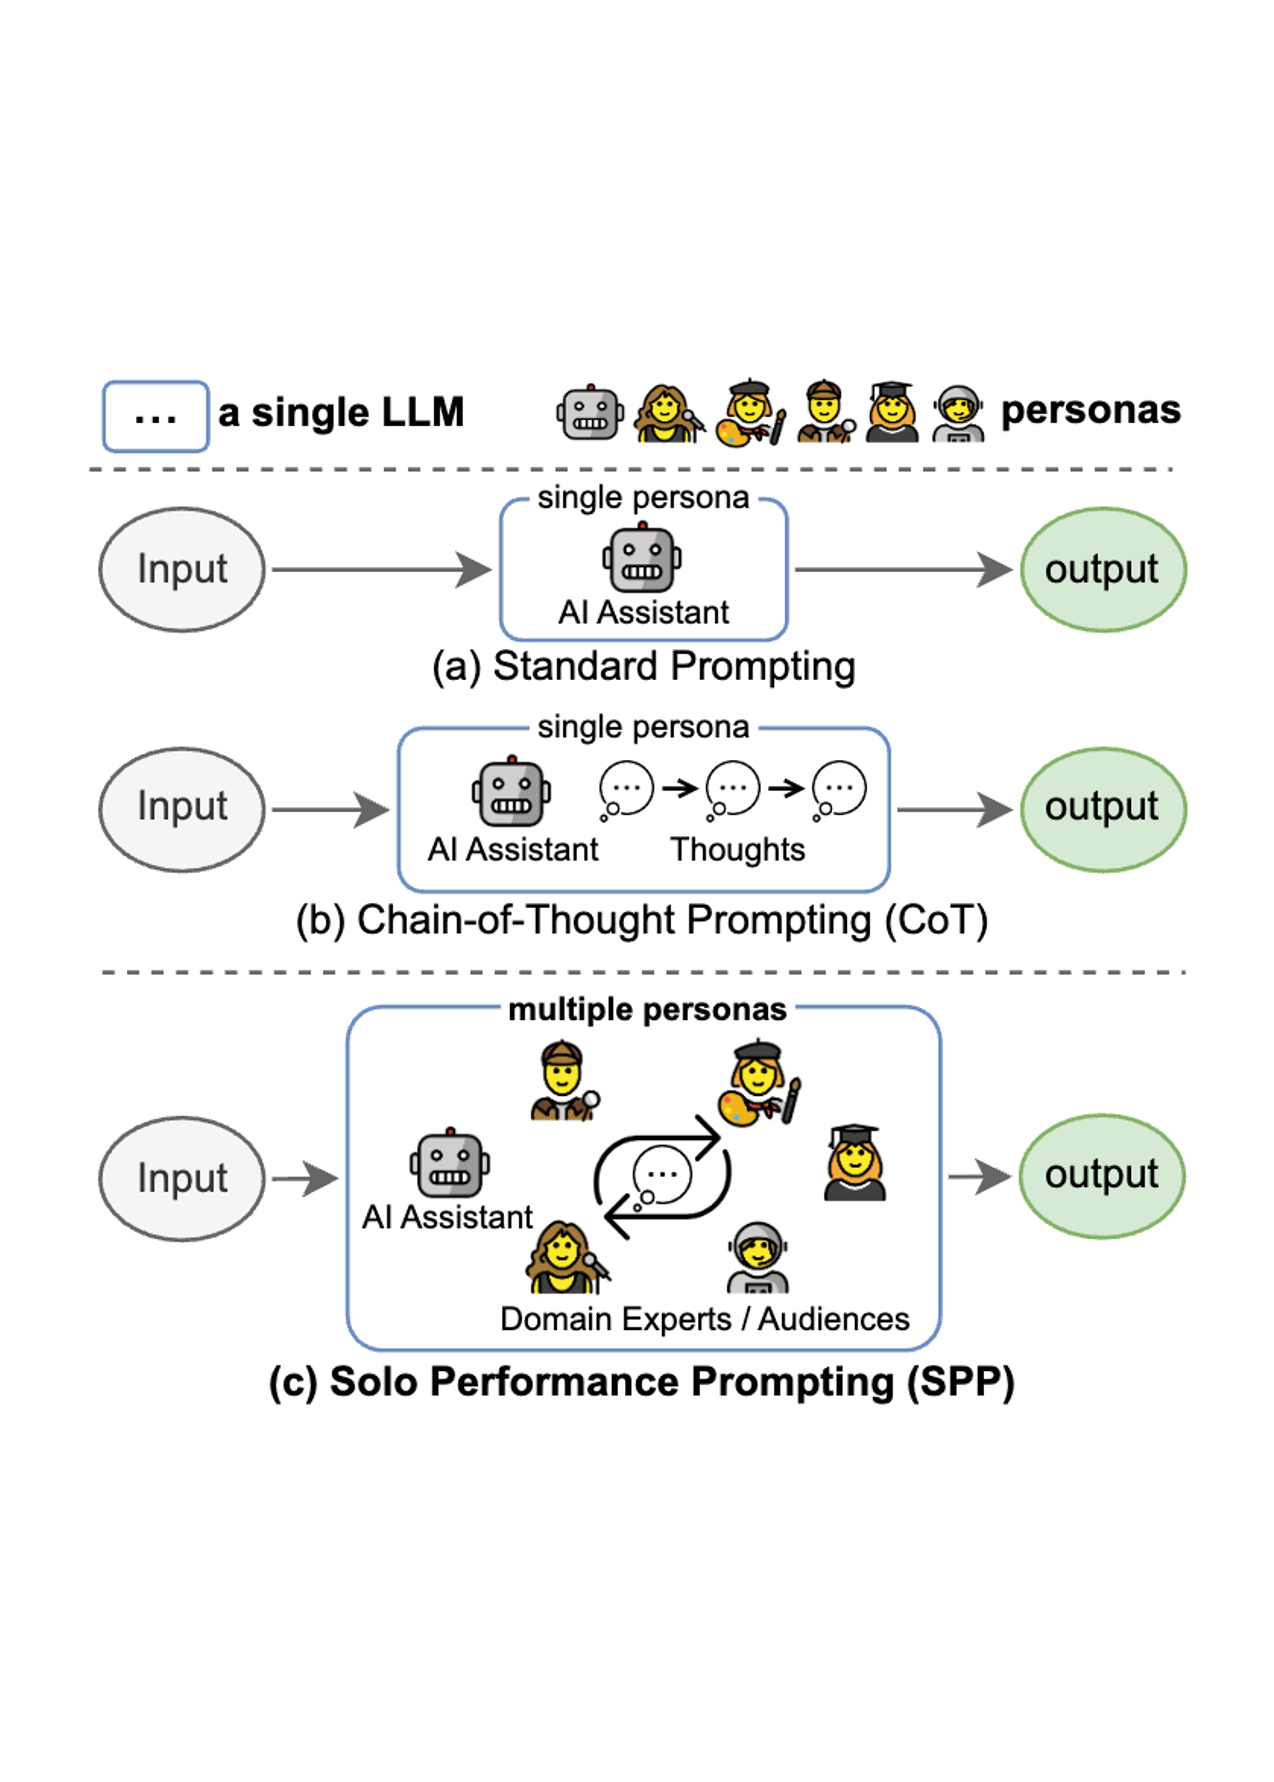 ... a single LLM
personas
single persona
Input
AI Assistant
output
(a) Standard Prompting
single persona
Input
... ... ...
AI Assistant
Thoughts
output
(b) Chain-of-Thought Prompting (CoT)
multiple personas
Input
...
AI Assistant
output
Domain Experts / Audiences
(c) Solo Performance Prompting (SPP)